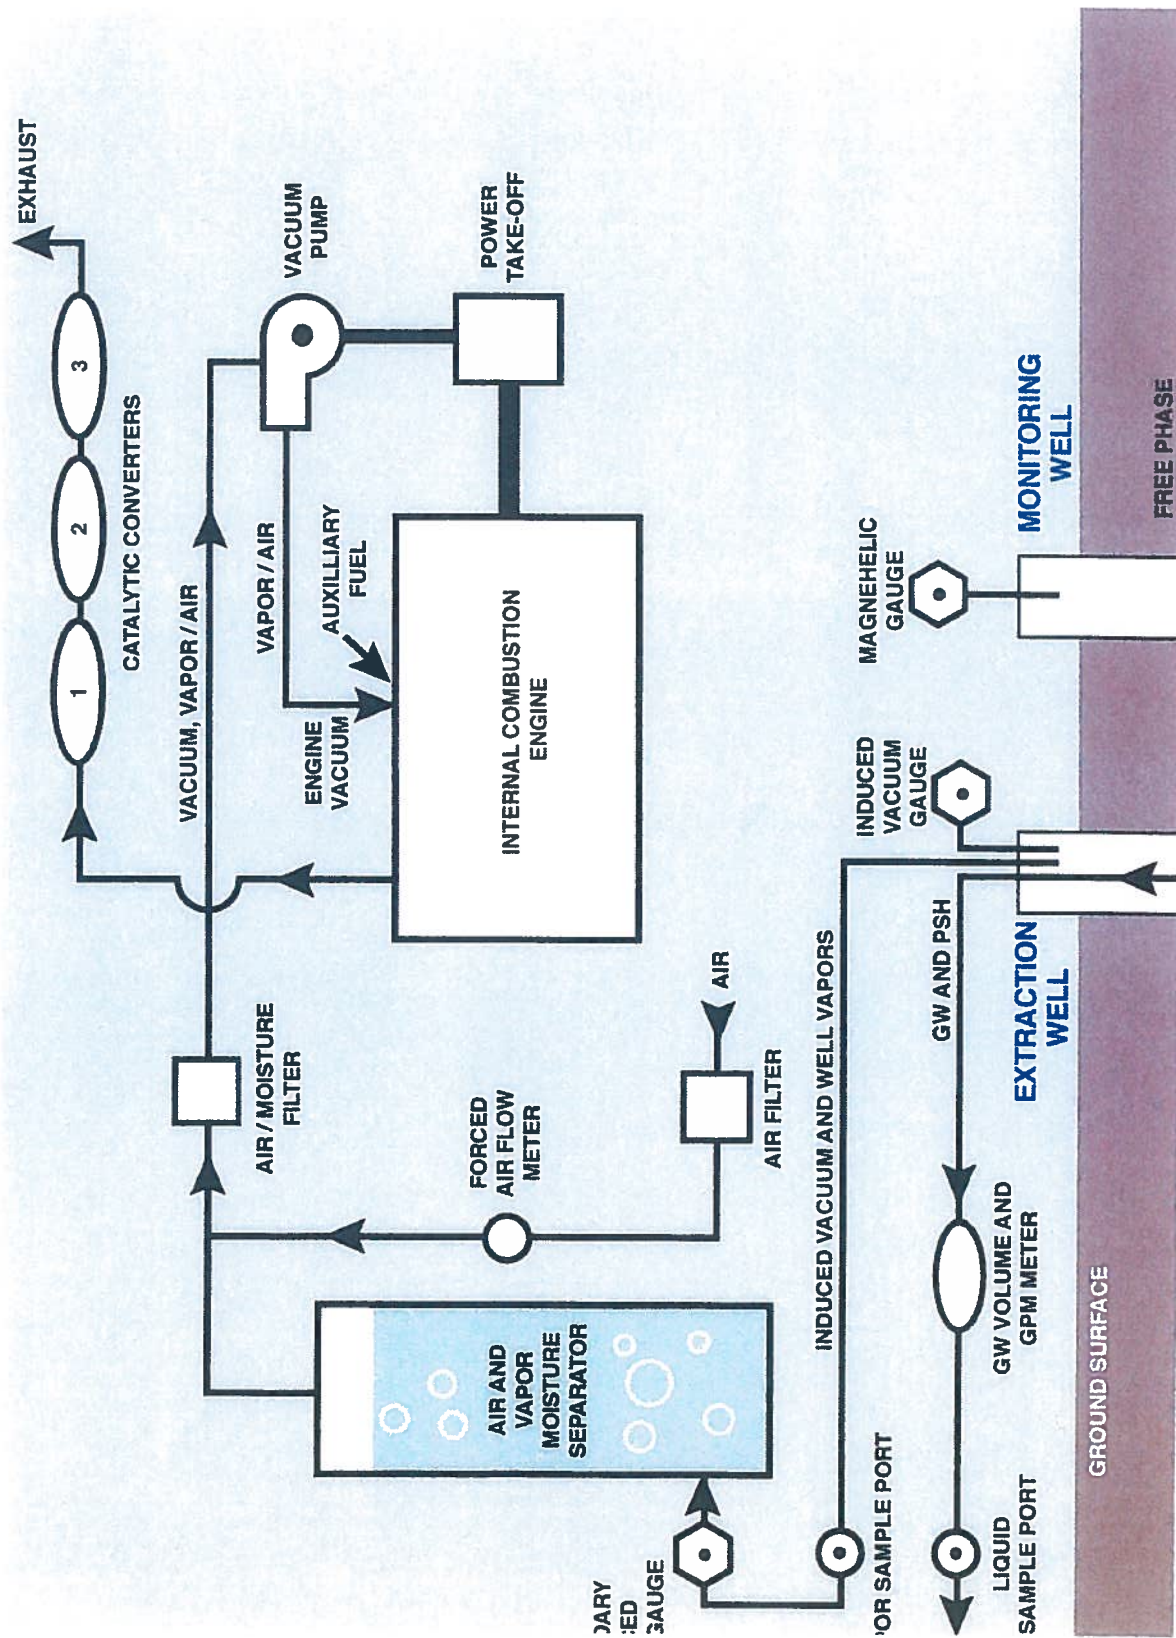 EXHAUST
1
2
3
CATALYTIC CONVERTERS
VACUUM, VAPOR / AIR
AIR / MOISTURE
FILTER
VAPOR / AIR
VACUUM
PUMP
ENGINE
VACUUM
AUXILLIARY
FUEL
AIR AND
VAPOR
MOISTURE
SEPARATOR
FORCED
AIR FLOW
METER
INTERNAL COMBUSTION
ENGINE
POWER
TAKE-OFF
GAUGE
AIR FILTER
AIR
INDUCED VACUUM AND WELL VAPORS
SAMPLE PORT
INDUCED
VACUUM
GAUGE
MAGNEHELIC
GAUGE
GW AND PSH
LIQUID
SAMPLE PORT
GW VOLUME AND
GPM METER
EXTRACTION
WELL
MONITORING
WELL
GROUND SURFACE
FREE PHASE